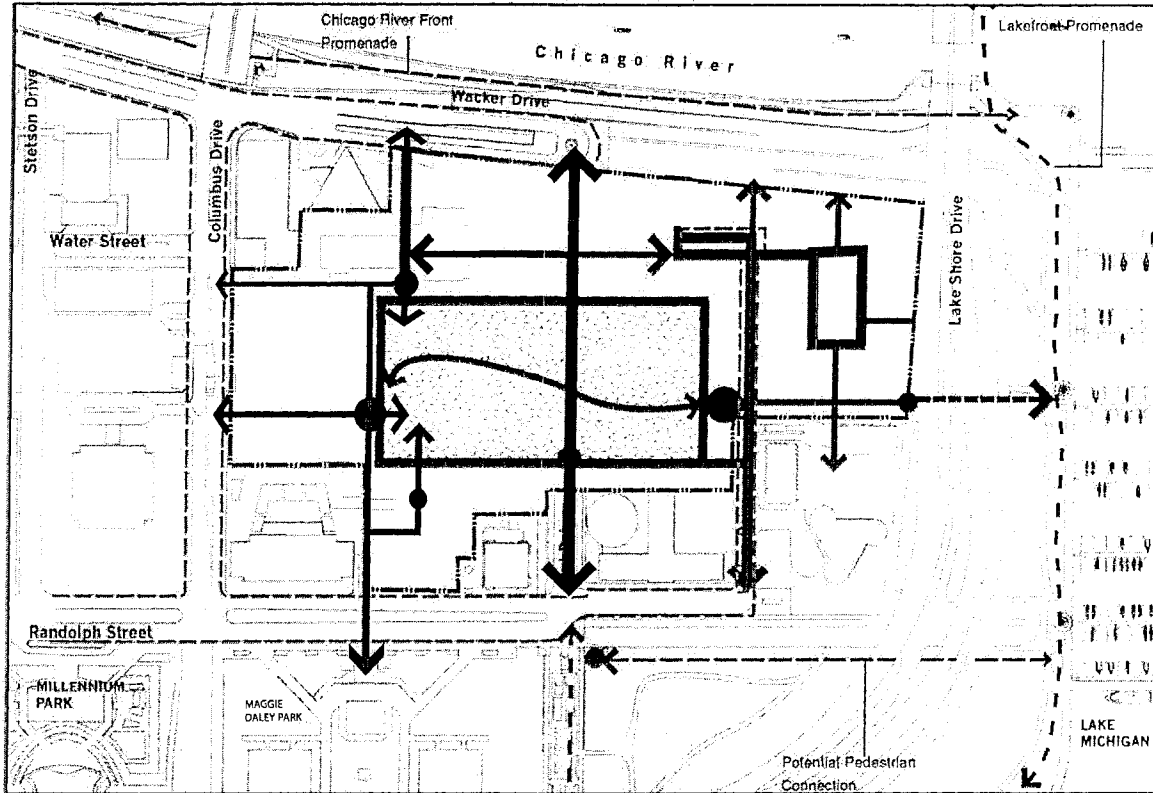 Chicago River Front
Promenade
Lakefront Promenade
Chicago River
Wacker Drive
Stetson Drive
Columbus Drive
Water Street
Lake Shore Drive
Randolph Street
MILLENNIUM
PARK
MAGGIE
DALEY PARK
LAKE
MICHIGAN
Potential Pedestrian
Connection